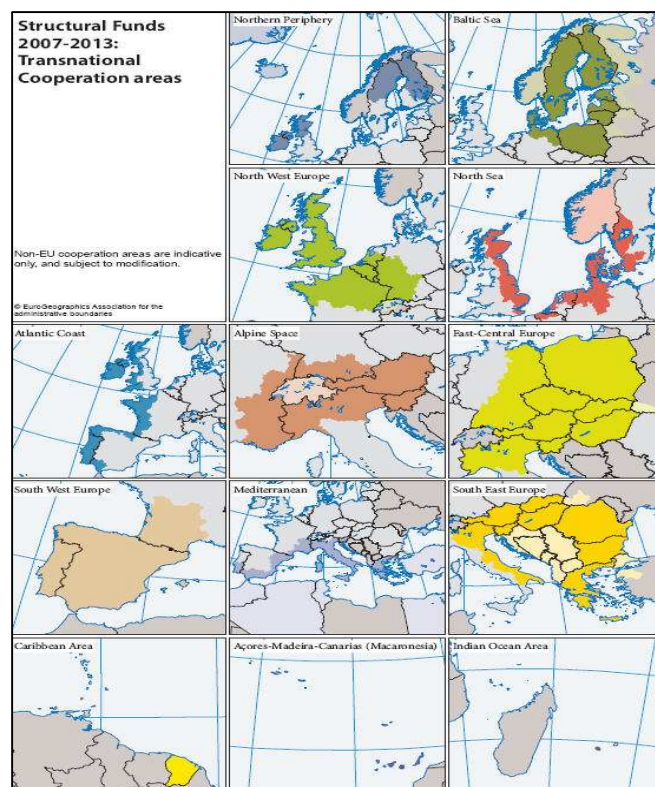 Structural Funds
2007-2013:
Transnational
Cooperation areas
Non-EU cooperation areas are indicative
only, and subject to modification.
© EuroGeographics Association for the
administrative boundaries
Northern Periphery
Baltic Sea
North West Europe
North Sea
Atlantic Coast
Alpine Space
East-Central Europe
South West Europe
Mediterranean
South East Europe
Caribbean Area
Açores-Madeira-Canarias (Macaronesia)
Indian Ocean Area